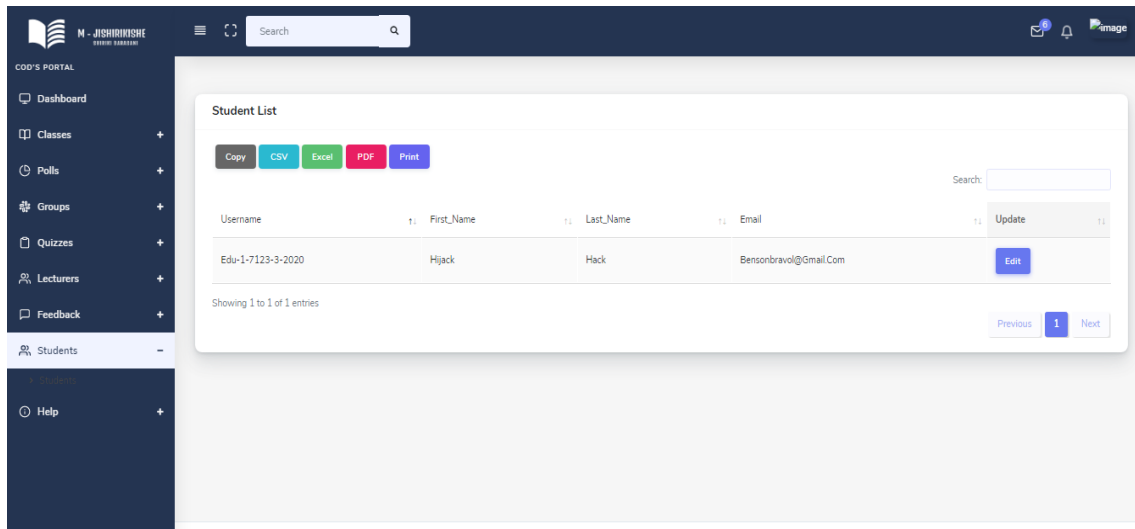 M - JISHIRIKISHE
Search
6
image
COD'S PORTAL
Dashboard
Classes +
Polls +
Groups +
Quizzes +
Lecturers +
Feedback +
Students -
Students
Help +
Student List
Copy CSV Excel PDF Print
Search:
Username First_Name Last_Name Email Update
Edu-1-7123-3-2020 Hijack Hack Bensonbravol@Gmail.Com Edit
Showing 1 to 1 of 1 entries
Previous 1 Next